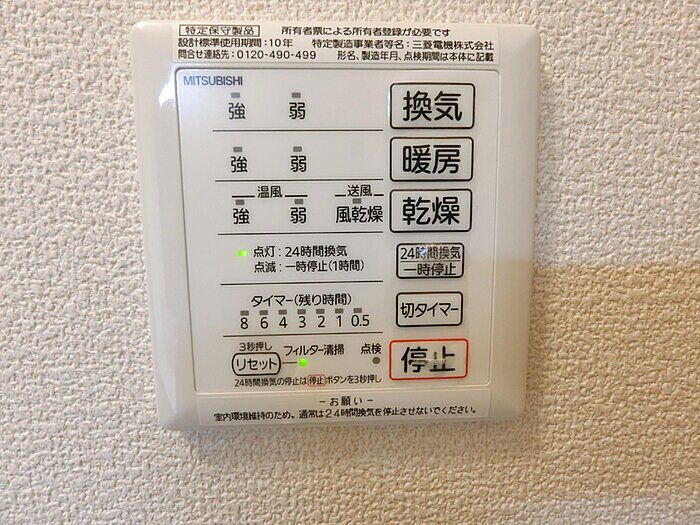 特定保守製品 所有者票による所有者登録が必要です
設計標準使用期間：10年 特定製造事業者等名：三菱電機株式会社
問合せ連絡先：0120-490-499 形名、製造年月、点検期間は本体に記載
MITSUBISHI
強 弱 換気
強 弱 暖房
温風 送風
強 弱 風乾燥 乾燥
点灯：24時間換気
点滅：一時停止(1時間)
24時間換気
一時停止
タイマー(残り時間)
8 6 4 3 2 1 0.5
切タイマー
3秒押し
リセット フィルター清掃 点検
停止
24時間換気の停止は停止ボタンを3秒押し
－お願い－
室内環境維持のため、通常は24時間換気を停止させないでください。